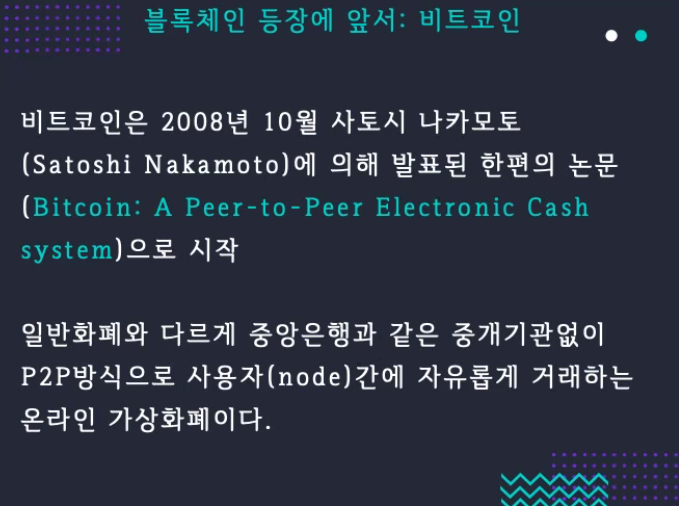 블록체인 등장에 앞서: 비트코인
비트코인은 2008년 10월 사토시 나카모토
(Satoshi Nakamoto)에 의해 발표된 한편의 논문
(Bitcoin: A Peer-to-Peer Electronic Cash
system)으로 시작
일반화폐와 다르게 중앙은행과 같은 중개기관없이
P2P방식으로 사용자(node)간에 자유롭게 거래하는
온라인 가상화폐이다.